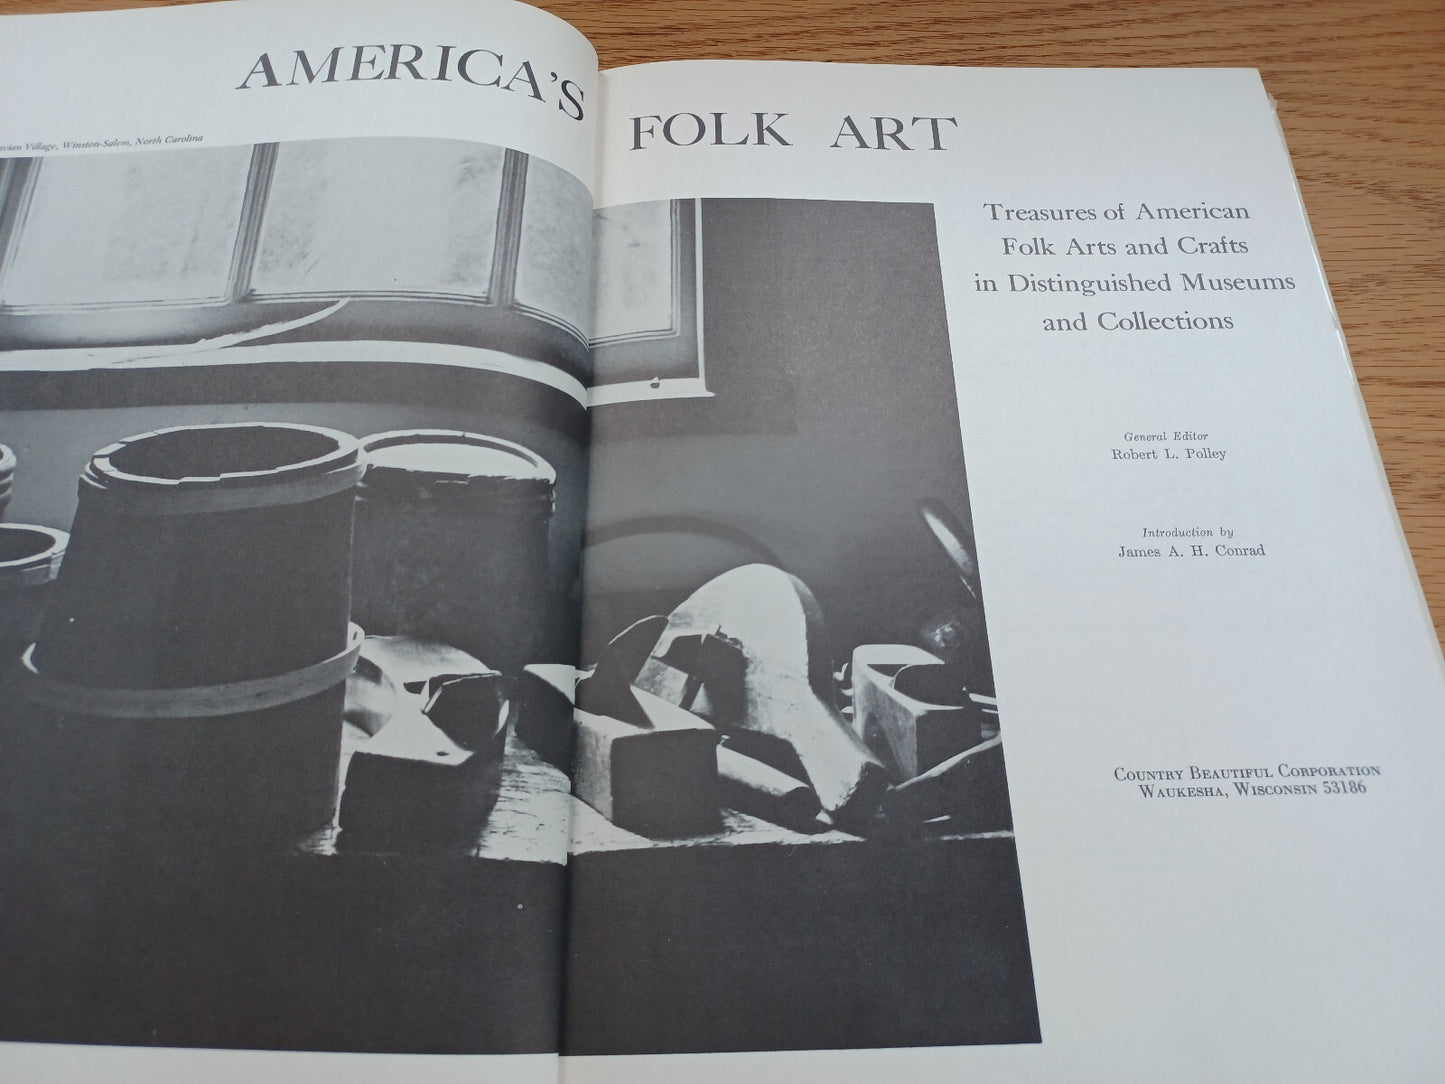 AMERICA'S FOLK ART
Village, Winston-Salem, North Carolina
Treasures of American
Folk Arts and Crafts
in Distinguished Museums
and Collections
General Editor
Robert L. Polley
Introduction by
James A. H. Conrad
COUNTRY BEAUTIFUL CORPORATION
WAUKESHA, WISCONSIN 53186